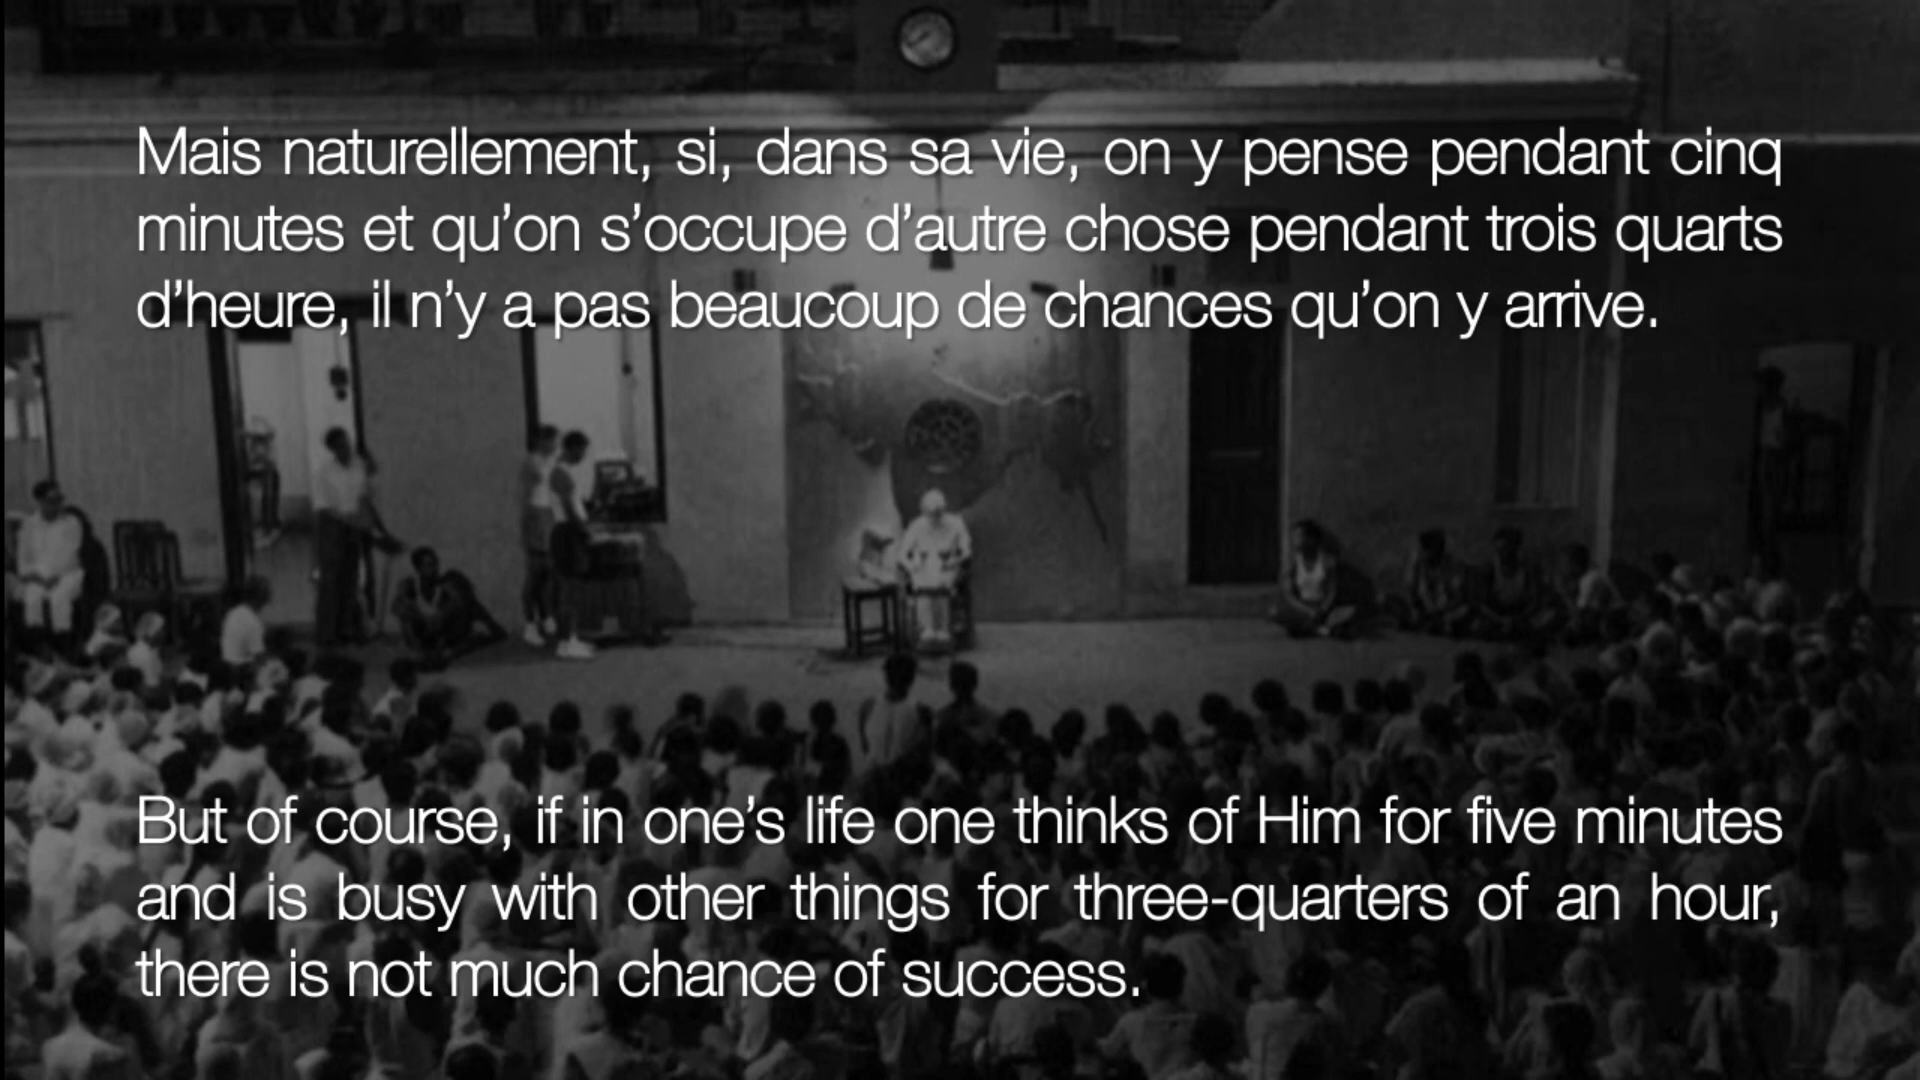 Mais naturellement, si, dans sa vie, on y pense pendant cinq
minutes et qu’on s’occupe d’autre chose pendant trois quarts
d’heure, il n’y a pas beaucoup de chances qu’on y arrive.
But of course, if in one’s life one thinks of Him for five minutes
and is busy with other things for three-quarters of an hour,
there is not much chance of success.